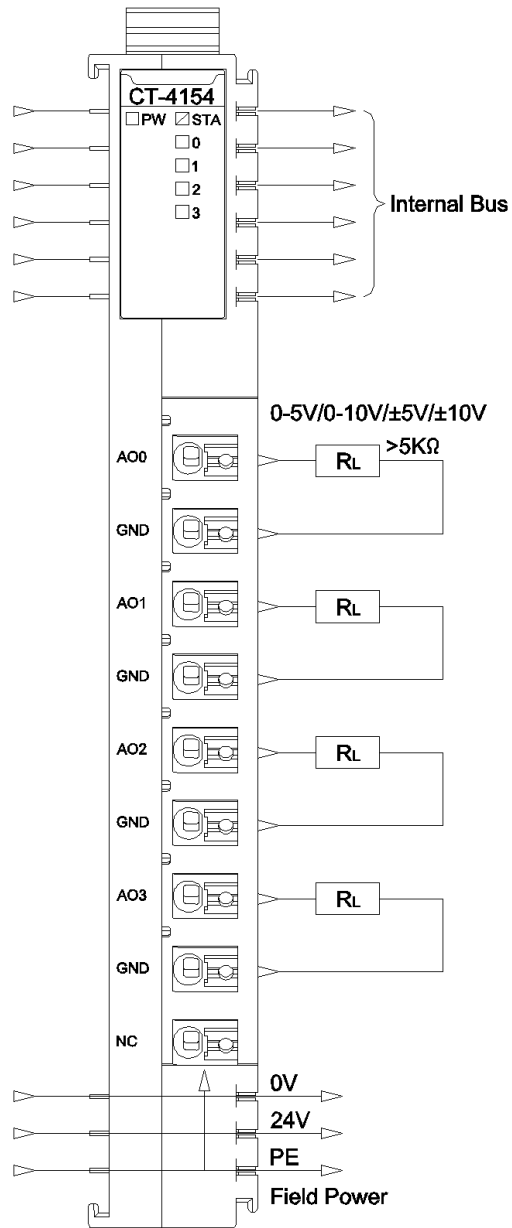 CT-4154
PW STA
0
1
2
3
Internal Bus
0-5V/0-10V/±5V/±10V
AO0 RL >5KΩ
GND
AO1 RL
GND
AO2 RL
GND
AO3 RL
GND
NC
0V
24V
PE
Field Power